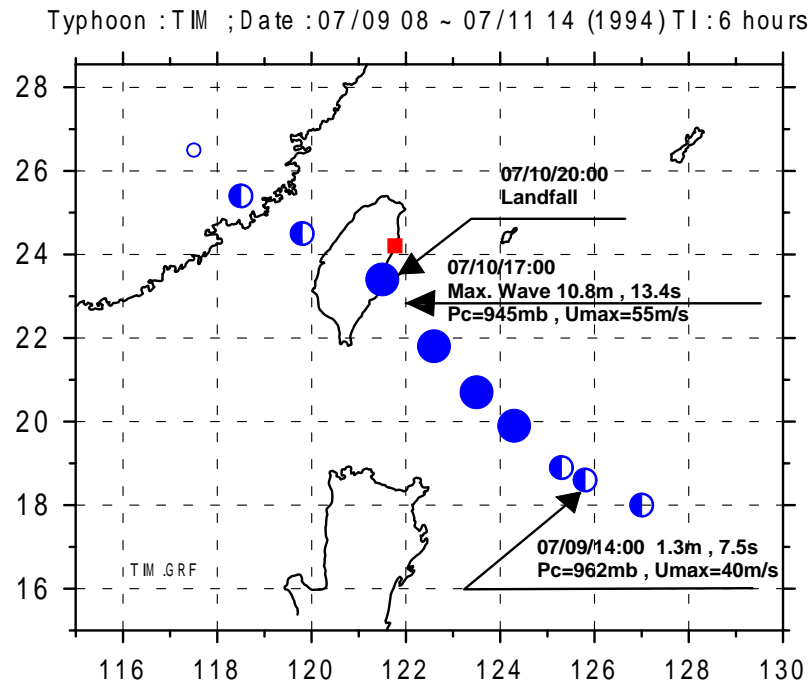 Typhoon : TIM ; Date : 07/09 08 ~ 07/11 14 (1994) TI : 6 hours
28
26
24
22
20
18
16
07/10/20:00
Landfall
07/10/17:00
Max. Wave 10.8m , 13.4s
Pc=945mb , Umax=55m/s
07/09/14:00 1.3m , 7.5s
Pc=962mb , Umax=40m/s
TIM.GRF
116 118 120 122 124 126 128 130